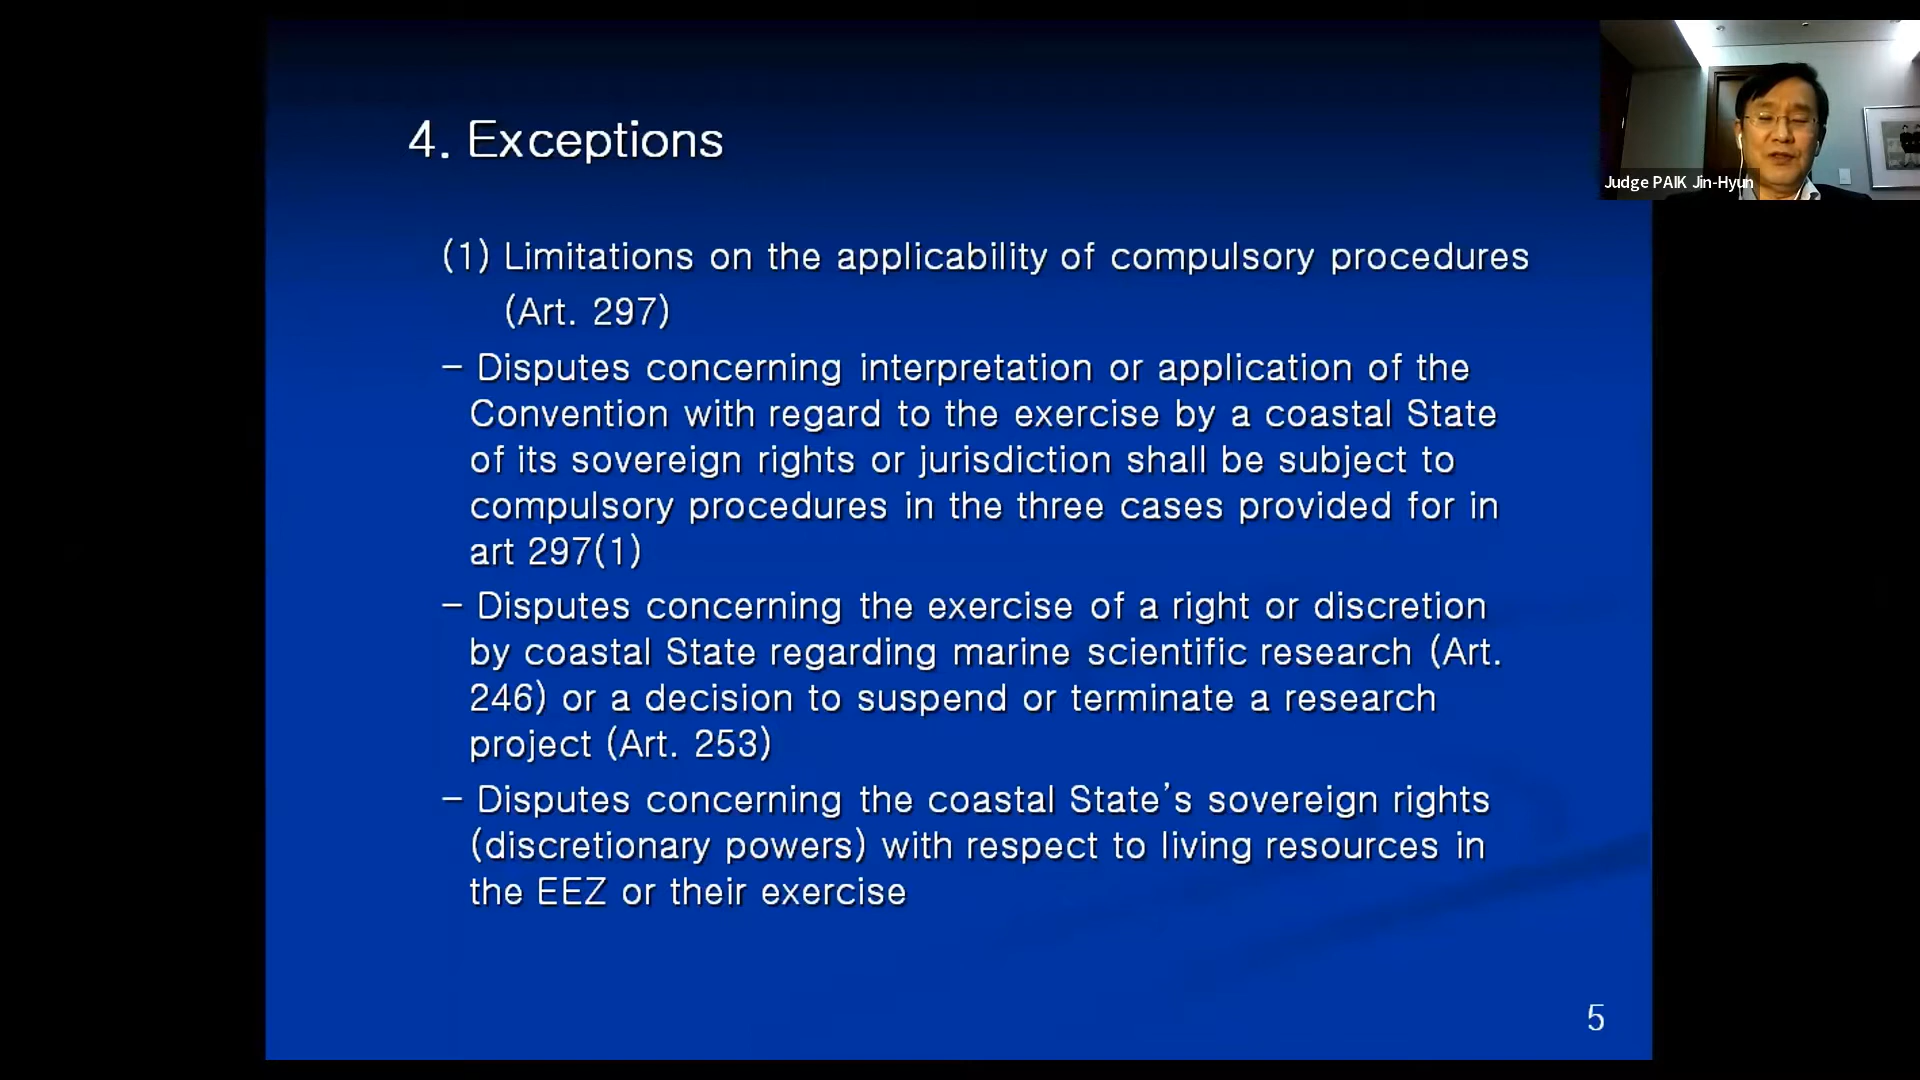 4. Exceptions
Judge PAIK Jin-Hyun
(1) Limitations on the applicability of compulsory procedures
(Art. 297)
– Disputes concerning interpretation or application of the
Convention with regard to the exercise by a coastal State
of its sovereign rights or jurisdiction shall be subject to
compulsory procedures in the three cases provided for in
art 297(1)
– Disputes concerning the exercise of a right or discretion
by coastal State regarding marine scientific research (Art.
246) or a decision to suspend or terminate a research
project (Art. 253)
– Disputes concerning the coastal State’s sovereign rights
(discretionary powers) with respect to living resources in
the EEZ or their exercise
5